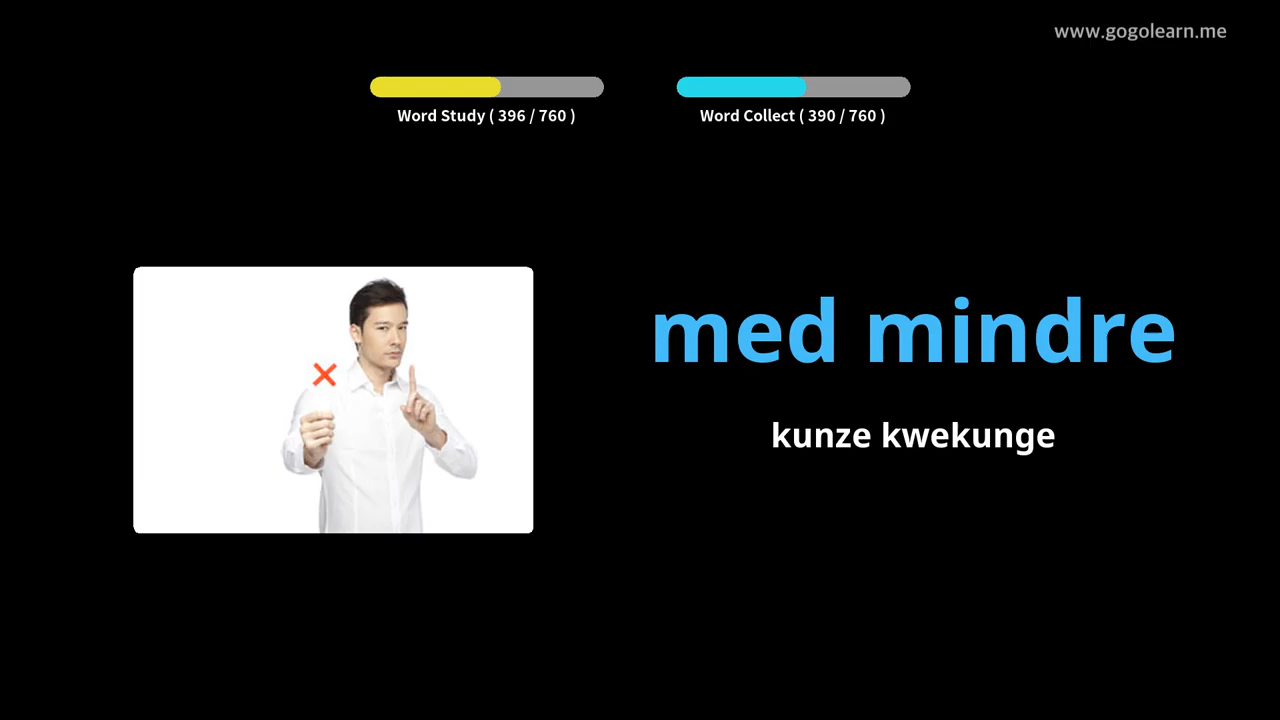 www.gogolearn.me
Word Study ( 396 / 760 )
Word Collect ( 390 / 760 )
med mindre
kunze kwekunge